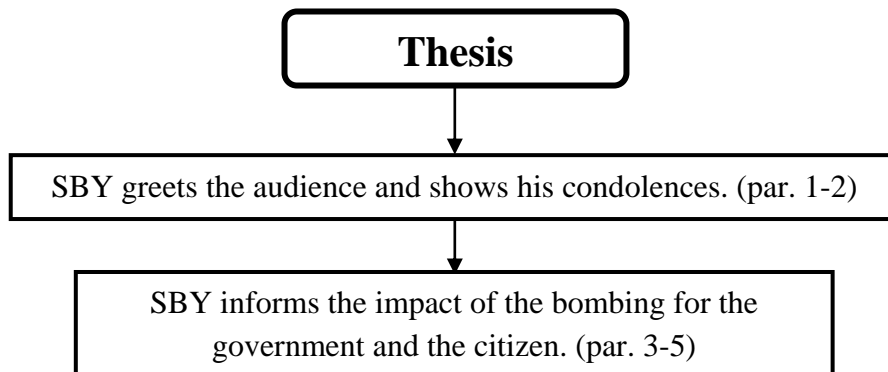 Thesis
SBY greets the audience and shows his condolences. (par. 1-2)
SBY informs the impact of the bombing for the
government and the citizen. (par. 3-5)